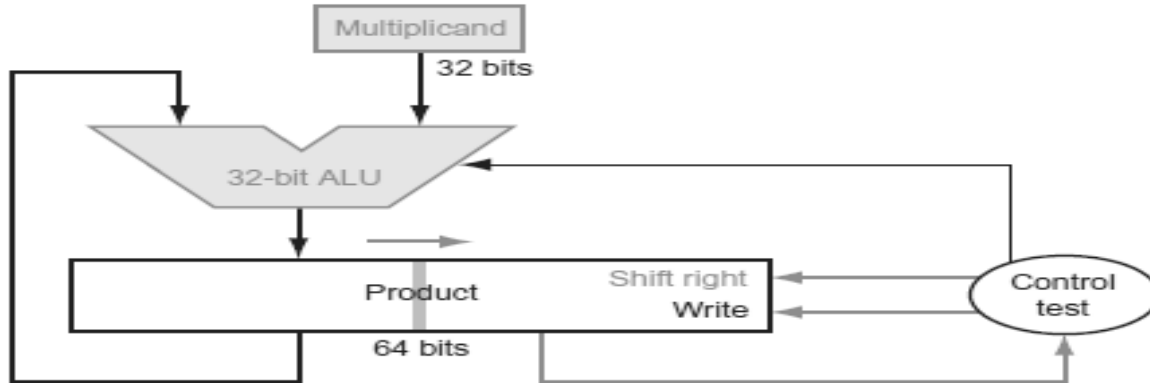 Multiplicand
32 bits
32-bit ALU
Product
Shift right
Write
64 bits
Control
test